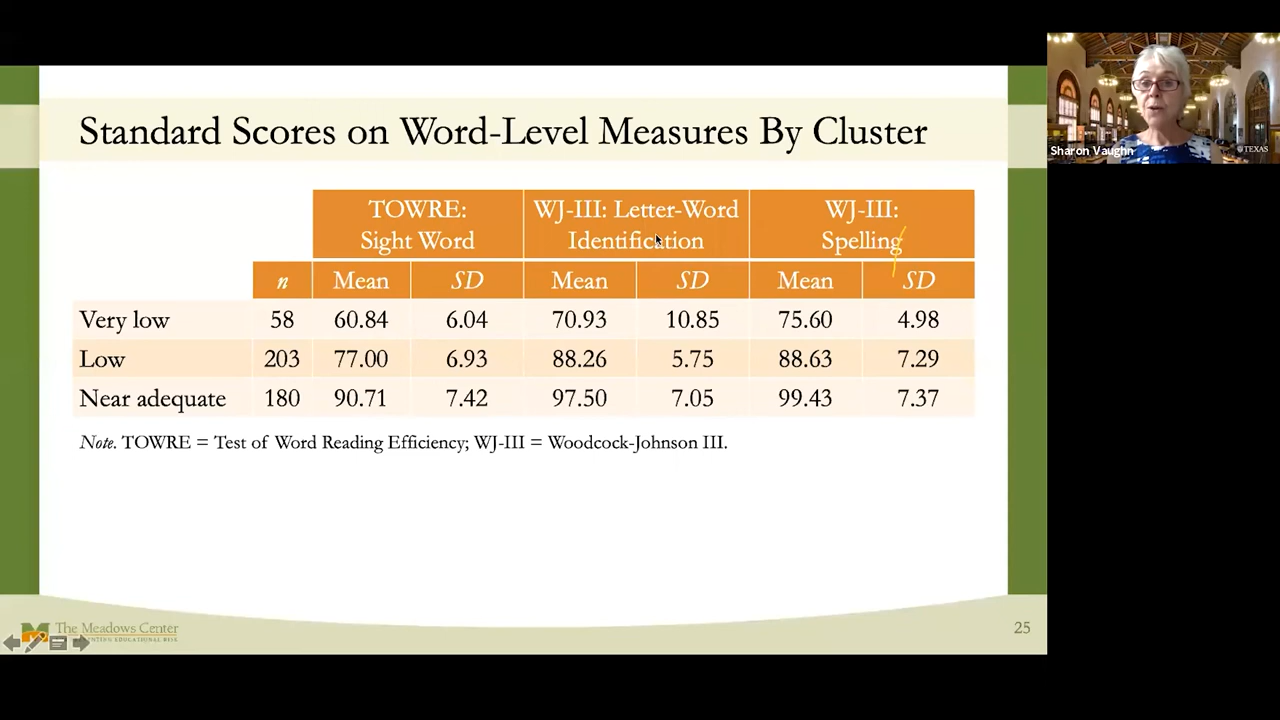 Standard Scores on Word-Level Measures By Cluster
TOWRE: Sight Word WJ-III: Letter-Word Identification WJ-III: Spelling
n Mean SD Mean SD Mean SD
Very low 58 60.84 6.04 70.93 10.85 75.60 4.98
Low 203 77.00 6.93 88.26 5.75 88.63 7.29
Near adequate 180 90.71 7.42 97.50 7.05 99.43 7.37
Note. TOWRE = Test of Word Reading Efficiency; WJ-III = Woodcock-Johnson III.
The Meadows Center
EDUCATIONAL RISK
25
Sharon Vaughn
TEXAS